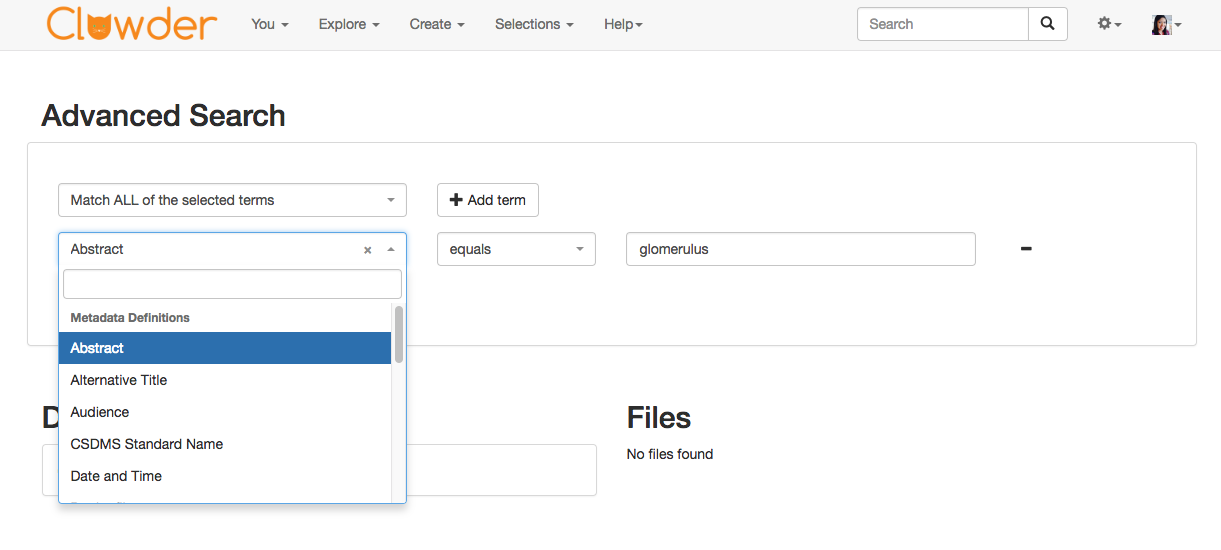 Clowder You Explore Create Selections Help Search
Advanced Search
Match ALL of the selected terms Add term
Abstract × equals glomerulus
Metadata Definitions
Abstract
Alternative Title
Audience
CSDMS Standard Name
Date and Time
D Files
No files found